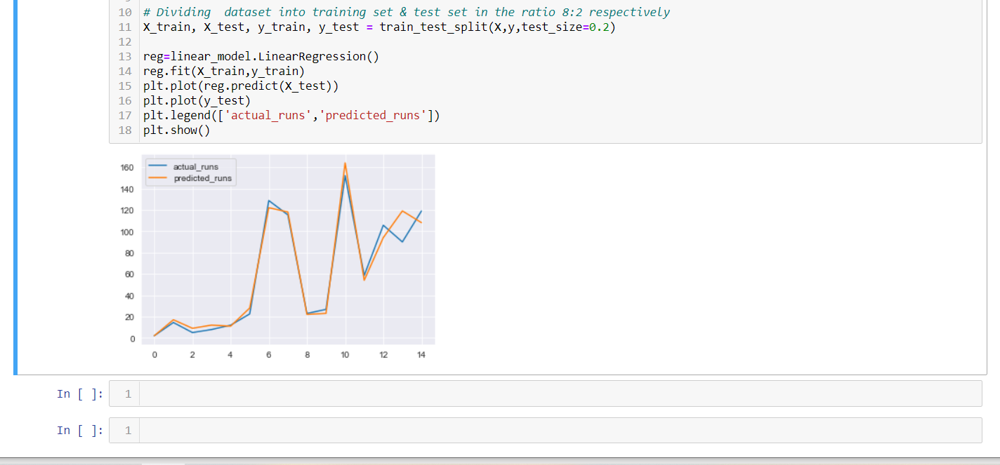 10 # Dividing  dataset into training set & test set in the ratio 8:2 respectively
11 X_train, X_test, y_train, y_test = train_test_split(X,y,test_size=0.2)
12
13 reg=linear_model.LinearRegression()
14 reg.fit(X_train,y_train)
15 plt.plot(reg.predict(X_test))
16 plt.plot(y_test)
17 plt.legend(['actual_runs','predicted_runs'])
18 plt.show()
actual_runs
predicted_runs
160
140
120
100
80
60
40
20
0
0 2 4 6 8 10 12 14
In [ ]: 1
In [ ]: 1